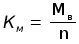 Kм = Mв / n